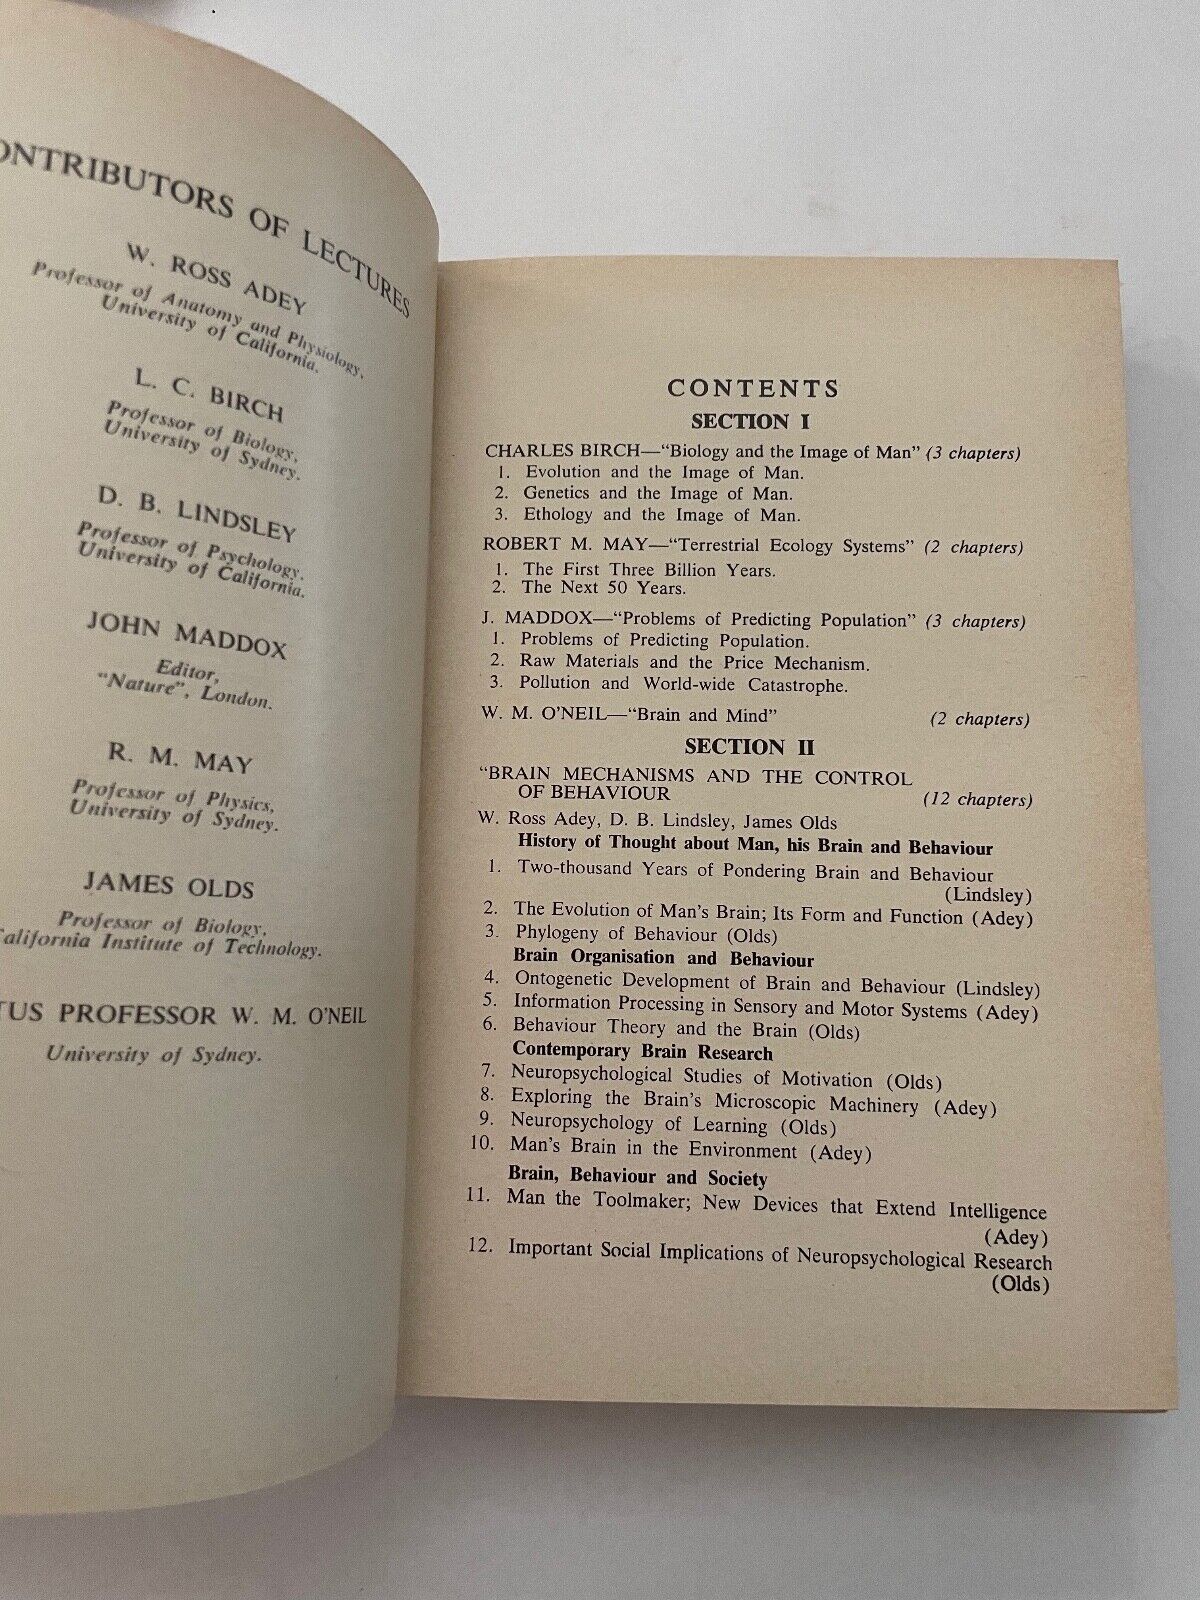 CONTRIBUTORS OF LECTURES
W. ROSS ADEY
Professor of Anatomy and Physiology,
University of California.
L. C. BIRCH
Professor of Biology,
University of Sydney.
D. B. LINDSLEY
Professor of Psychology,
University of California.
JOHN MADDOX
Editor,
"Nature", London.
R. M. MAY
Professor of Physics,
University of Sydney.
JAMES OLDS
Professor of Biology,
California Institute of Technology.
PROFESSOR W. M. O'NEIL
University of Sydney.
CONTENTS
SECTION I
CHARLES BIRCH—"Biology and the Image of Man" (3 chapters)
1. Evolution and the Image of Man.
2. Genetics and the Image of Man.
3. Ethology and the Image of Man.
ROBERT M. MAY—"Terrestrial Ecology Systems" (2 chapters)
1. The First Three Billion Years.
2. The Next 50 Years.
J. MADDOX—"Problems of Predicting Population" (3 chapters)
1. Problems of Predicting Population.
2. Raw Materials and the Price Mechanism.
3. Pollution and World-wide Catastrophe.
W. M. O'NEIL—"Brain and Mind" (2 chapters)
SECTION II
"BRAIN MECHANISMS AND THE CONTROL
OF BEHAVIOUR (12 chapters)
W. Ross Adey, D. B. Lindsley, James Olds
History of Thought about Man, his Brain and Behaviour
1. Two-thousand Years of Pondering Brain and Behaviour
(Lindsley)
2. The Evolution of Man's Brain; Its Form and Function (Adey)
3. Phylogeny of Behaviour (Olds)
Brain Organisation and Behaviour
4. Ontogenetic Development of Brain and Behaviour (Lindsley)
5. Information Processing in Sensory and Motor Systems (Adey)
6. Behaviour Theory and the Brain (Olds)
Contemporary Brain Research
7. Neuropsychological Studies of Motivation (Olds)
8. Exploring the Brain's Microscopic Machinery (Adey)
9. Neuropsychology of Learning (Olds)
10. Man's Brain in the Environment (Adey)
Brain, Behaviour and Society
11. Man the Toolmaker; New Devices that Extend Intelligence
(Adey)
12. Important Social Implications of Neuropsychological Research
(Olds)